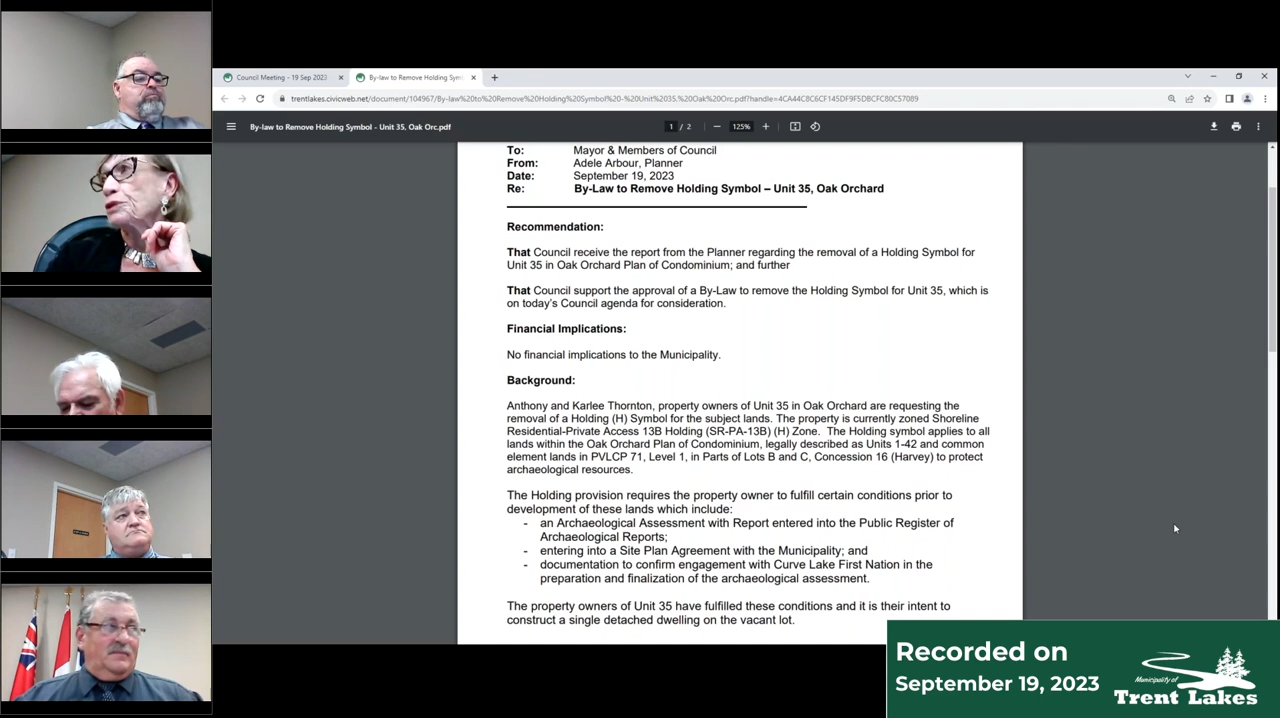 Council Meeting - 19 Sep 2023
By-law to Remove Holding Sym
trentlakes.civicweb.net/document/104967/By-law%20to%20Remove%20Holding%20Symbol%20-%20Unit%2035,%20Oak%20Orc.pdf?handle=4CA44C8C6CF145DF9F5DBCFC80C57089
By-law to Remove Holding Symbol - Unit 35, Oak Orc.pdf
1 / 2
125%
To: Mayor & Members of Council
From: Adele Arbour, Planner
Date: September 19, 2023
Re: By-Law to Remove Holding Symbol – Unit 35, Oak Orchard
Recommendation:
That Council receive the report from the Planner regarding the removal of a Holding Symbol for
Unit 35 in Oak Orchard Plan of Condominium; and further
That Council support the approval of a By-Law to remove the Holding Symbol for Unit 35, which is
on today's Council agenda for consideration.
Financial Implications:
No financial implications to the Municipality.
Background:
Anthony and Karlee Thornton, property owners of Unit 35 in Oak Orchard are requesting the
removal of a Holding (H) Symbol for the subject lands. The property is currently zoned Shoreline
Residential-Private Access 13B Holding (SR-PA-13B) (H) Zone. The Holding symbol applies to all
lands within the Oak Orchard Plan of Condominium, legally described as Units 1-42 and common
element lands in PVLCP 71, Level 1, in Parts of Lots B and C, Concession 16 (Harvey) to protect
archaeological resources.
The Holding provision requires the property owner to fulfill certain conditions prior to
development of these lands which include:
- an Archaeological Assessment with Report entered into the Public Register of
Archaeological Reports;
- entering into a Site Plan Agreement with the Municipality; and
- documentation to confirm engagement with Curve Lake First Nation in the
preparation and finalization of the archaeological assessment.
The property owners of Unit 35 have fulfilled these conditions and it is their intent to
construct a single detached dwelling on the vacant lot.
Recorded on
September 19, 2023
Municipality of
Trent Lakes